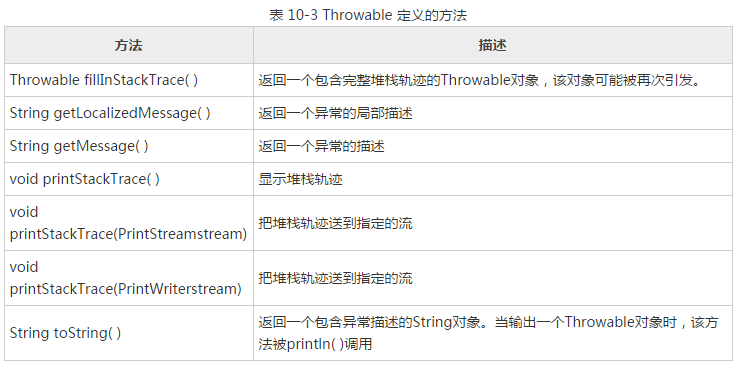 表 10-3 Throwable 定义的方法
方法 描述
Throwable fillInStackTrace( ) 返回一个包含完整堆栈轨迹的Throwable对象，该对象可能被再次引发。
String getLocalizedMessage( ) 返回一个异常的局部描述
String getMessage( ) 返回一个异常的描述
void printStackTrace( ) 显示堆栈轨迹
void
printStackTrace(PrintStreamstream) 把堆栈轨迹送到指定的流
void
printStackTrace(PrintWriterstream) 把堆栈轨迹送到指定的流
String toString( ) 返回一个包含异常描述的String对象。当输出一个Throwable对象时，该方
法被println( )调用